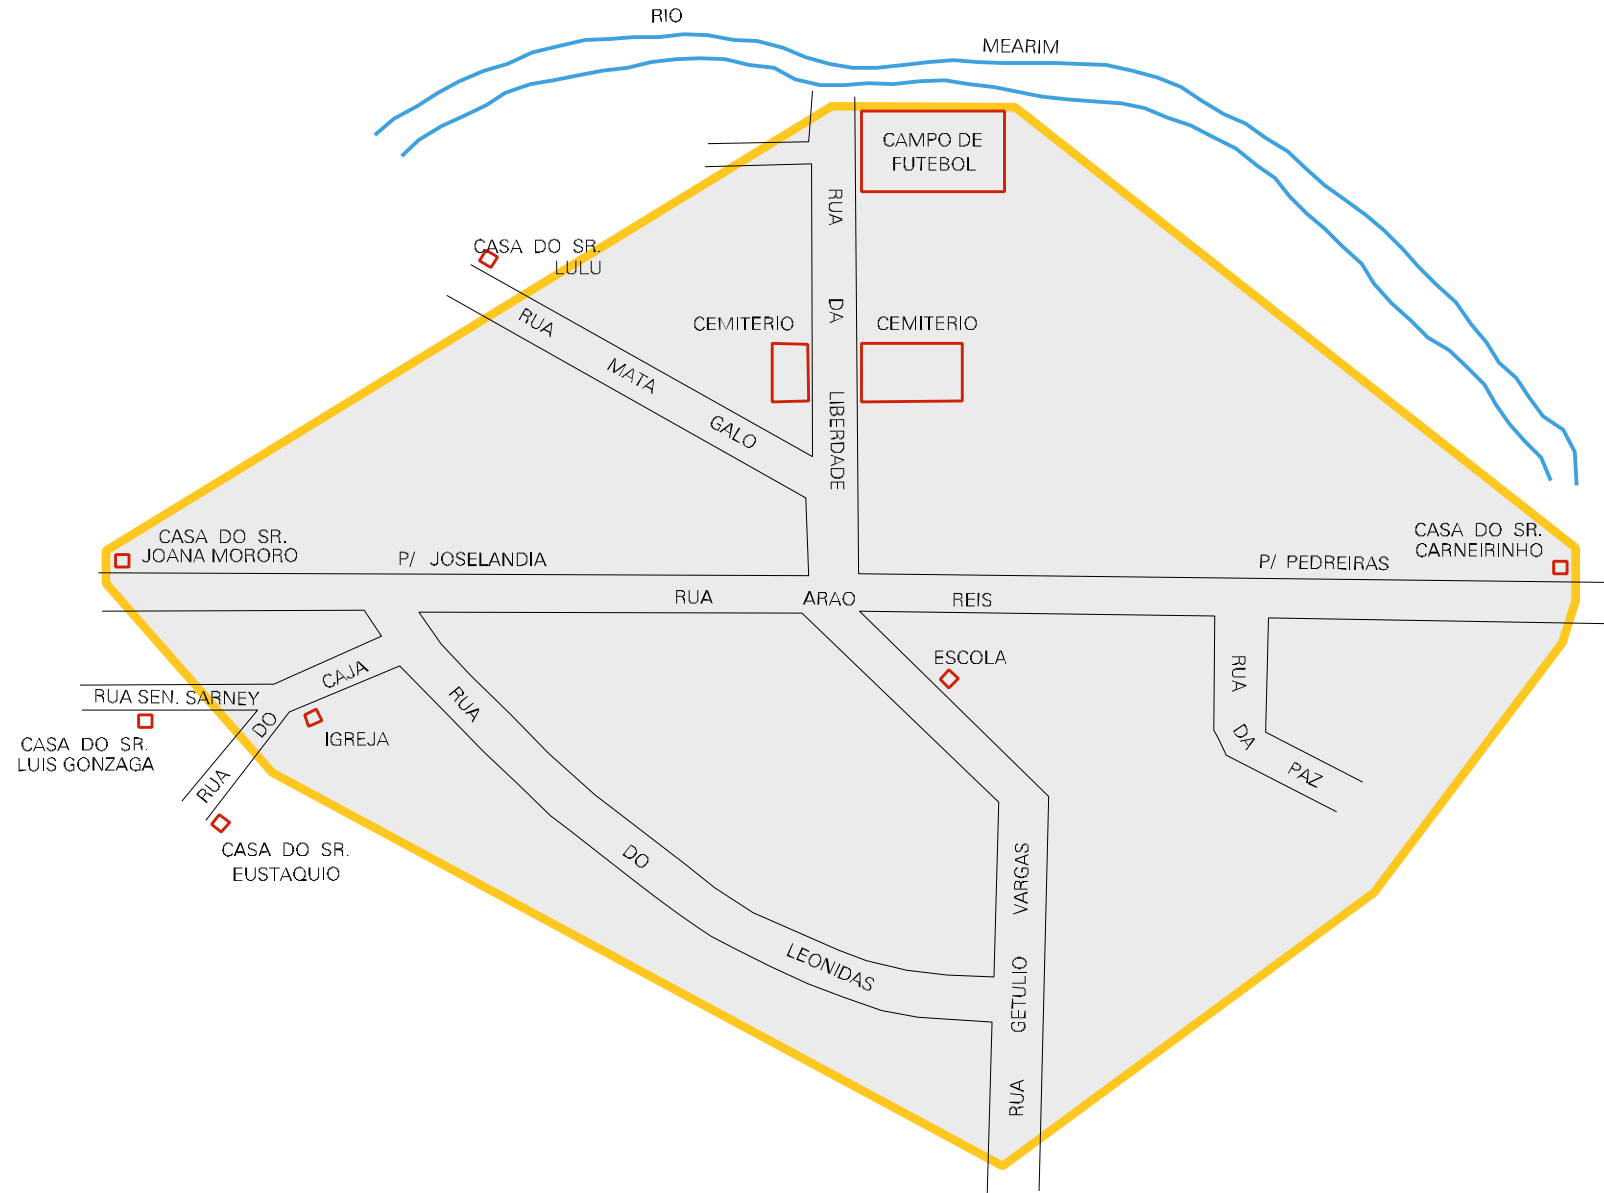 RIO
MEARIM
CAMPO DE
FUTEBOL
RUA DA LIBERDADE
CASA DO SR.
LULU
RUA MATA GALO
CEMITERIO
CEMITERIO
CASA DO SR.
JOANA MORORO
P/ JOSELANDIA
CASA DO SR.
CARNEIRINHO
P/ PEDREIRAS
RUA ARAO REIS
ESCOLA
RUA DA PAZ
RUA SEN. SARNEY
RUA DO CAJA
CASA DO SR.
LUIS GONZAGA
IGREJA
CASA DO SR.
EUSTAQUIO
RUA DO LEONIDAS
RUA GETULIO VARGAS